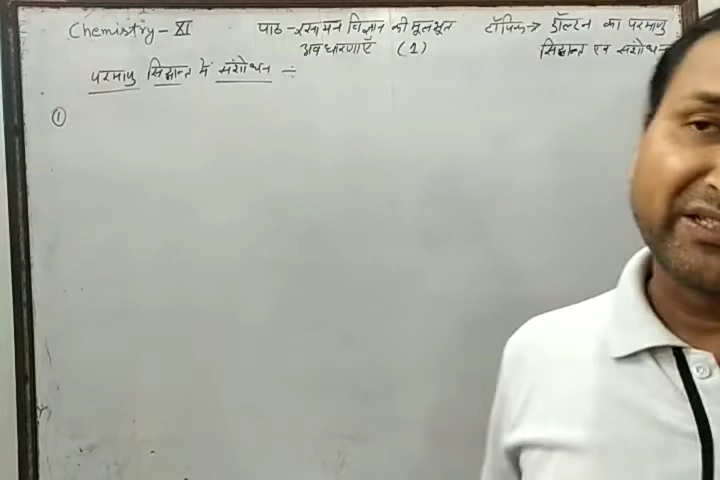 Chemistry - XI
पाठ - रसायन विज्ञान की मूलभूत
अवधारणाएँ (1)
टॉपिक → डॉल्टन का परमाणु
सिद्धान्त एवं संशोधन
परमाणु सिद्धान्त में संशोधन ÷
①